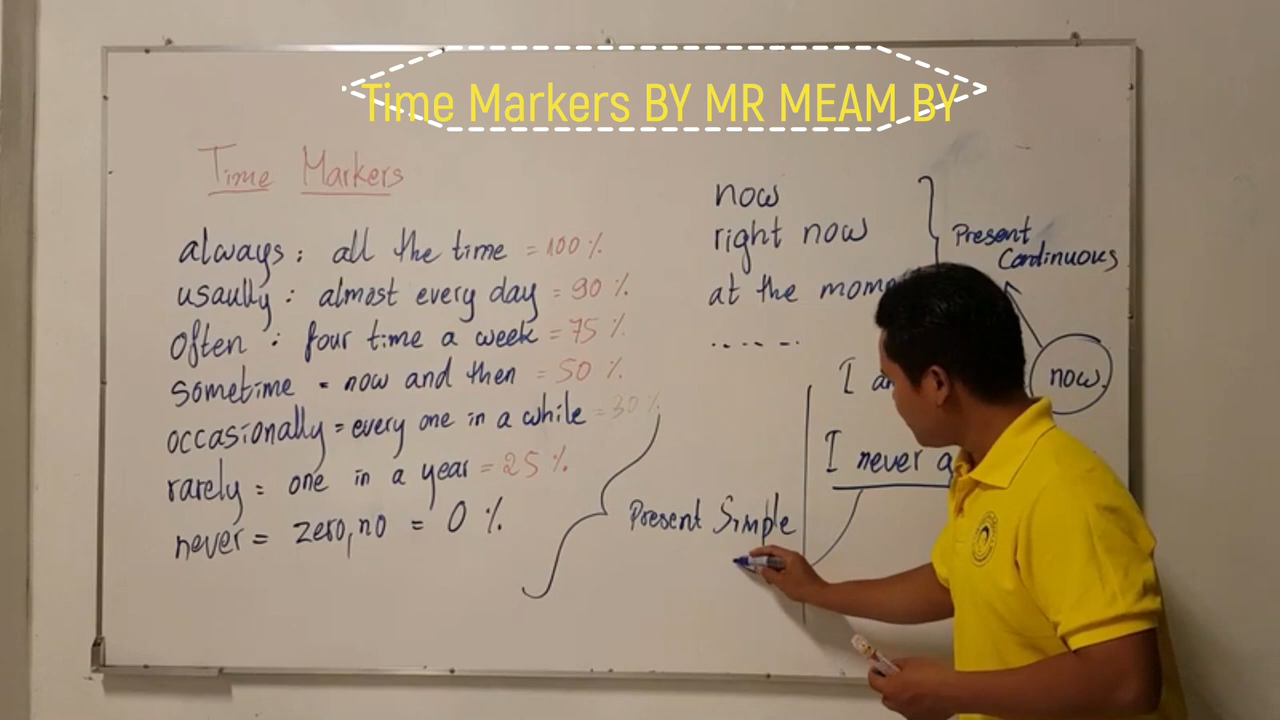 Time Markers BY MR MEAM BY
Time Markers
always : all the time = 100 %
usaully : almost every day = 90 %
often : four time a week = 75 %
sometime = now and then = 50 %
occasionally = every one in a while = 30 %
rarely = one in a year = 25 %
never = zero, no = 0 %
Present Simple
now
right now
at the
.....
Present
Continuous
now.
I
I never